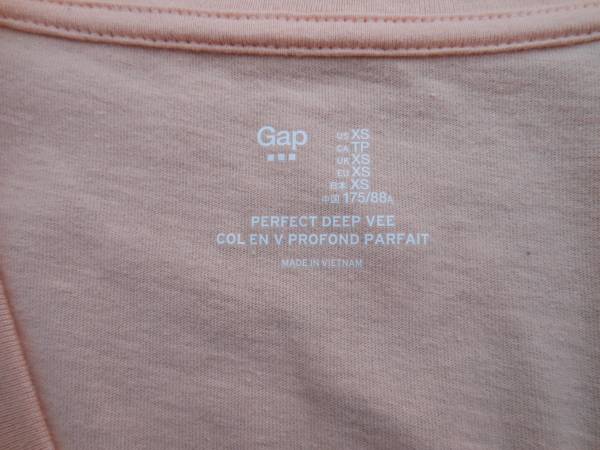 Gap
US XS
CA TP
UK XS
EU XS
日本 XS
中国 175/88A
PERFECT DEEP VEE
COL EN V PROFOND PARFAIT
MADE IN VIETNAM